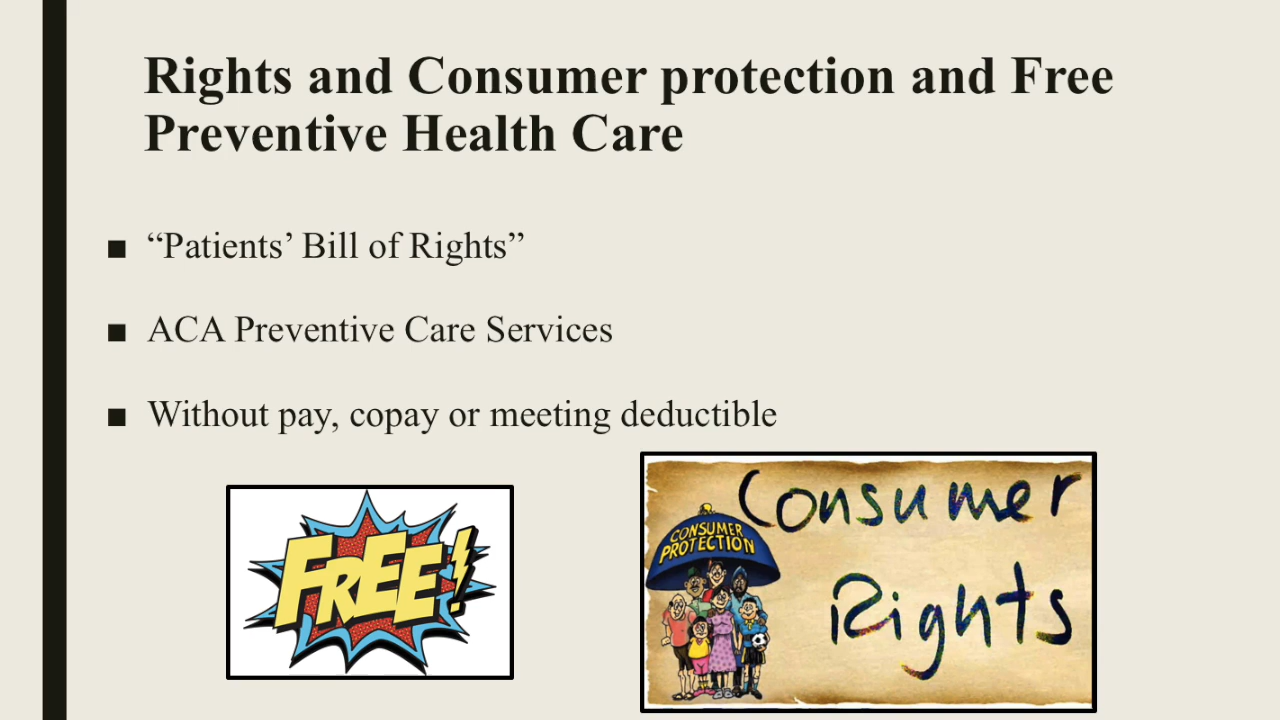 Rights and Consumer protection and Free
Preventive Health Care
■ “Patients’ Bill of Rights”
■ ACA Preventive Care Services
■ Without pay, copay or meeting deductible
FREE!
Consumer
CONSUMER
PROTECTION
Rights